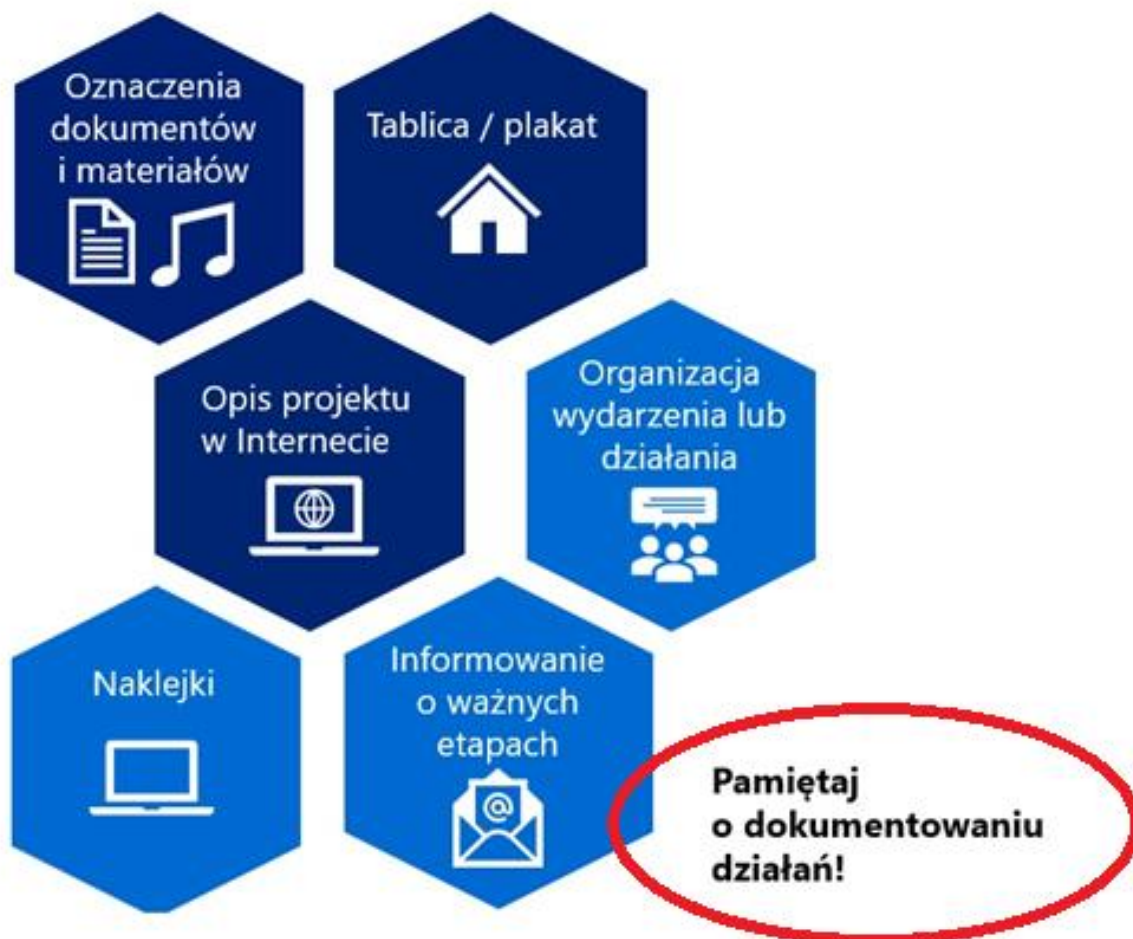 Oznaczenia
dokumentów
i materiałów
Tablica / plakat
Opis projektu
w Internecie
Organizacja
wydarzenia lub
działania
Naklejki
Informowanie
o ważnych
etapach
@
Pamiętaj
o dokumentowaniu
działań!